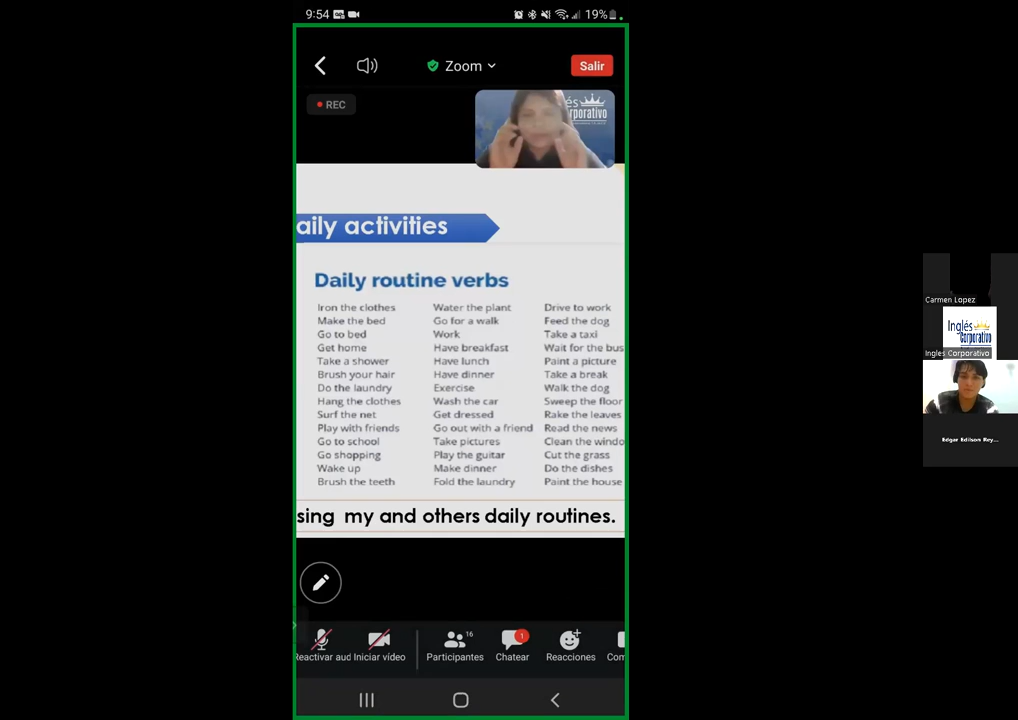 9:54
19%
Zoom
Salir
REC
és
rporativo
aily activities
Daily routine verbs
Iron the clothes
Make the bed
Go to bed
Get home
Take a shower
Brush your hair
Do the laundry
Hang the clothes
Surf the net
Play with friends
Go to school
Go shopping
Wake up
Brush the teeth
Water the plant
Go for a walk
Work
Have breakfast
Have lunch
Have dinner
Exercise
Wash the car
Get dressed
Go out with a friend
Take pictures
Play the guitar
Make dinner
Fold the laundry
Drive to work
Feed the dog
Take a taxi
Wait for the bus
Paint a picture
Take a break
Walk the dog
Sweep the floor
Rake the leaves
Read the news
Clean the windo
Cut the grass
Do the dishes
Paint the house
sing my and others daily routines.
16
1
Reactivar aud
Iniciar vídeo
Participantes
Chatear
Reacciones
Com
Carmen Lopez
Inglés
Corporativo
Ingles Corporativo
Edgar Edilson Rey...